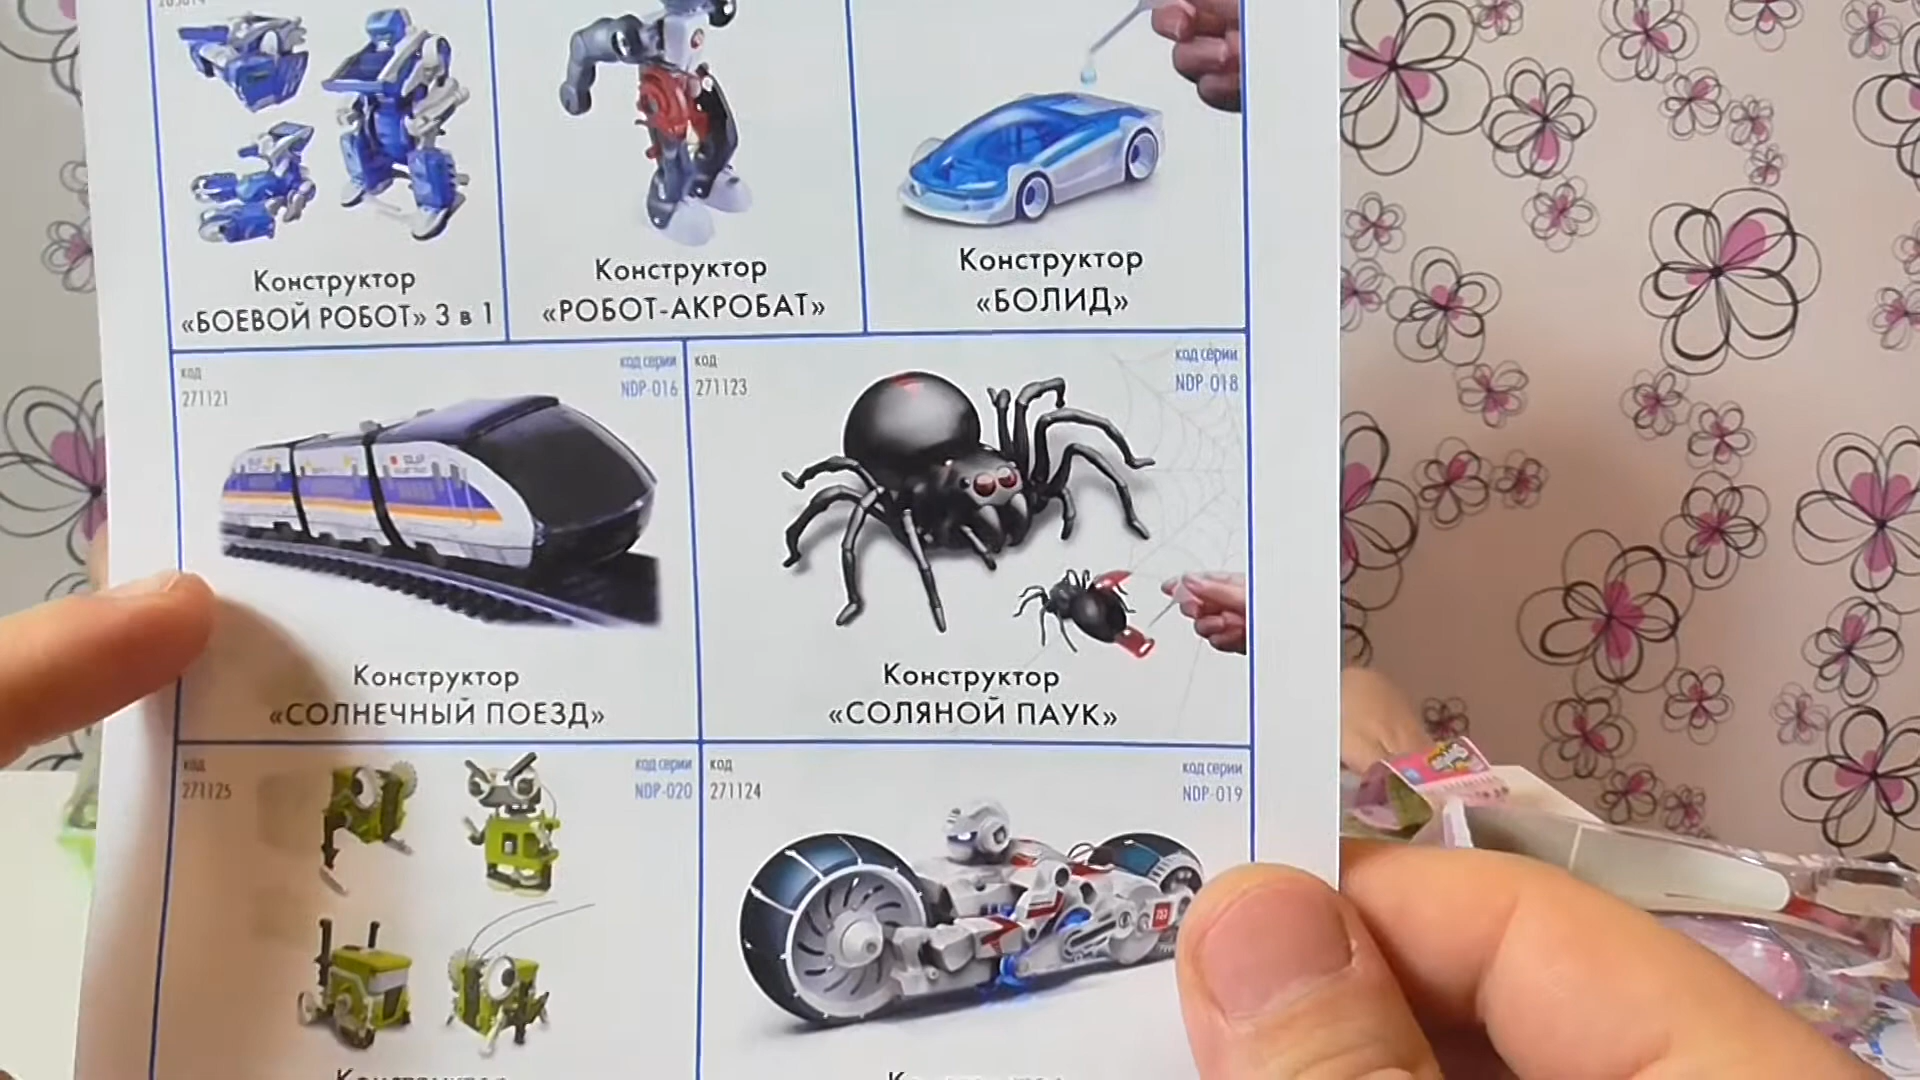 Конструктор
«БОЕВОЙ РОБОТ» 3 в 1
Конструктор
«РОБОТ-АКРОБАТ»
Конструктор
«БОЛИД»
код
271121
код серии
NDP-016
Конструктор
«СОЛНЕЧНЫЙ ПОЕЗД»
код
271123
код серии
NDP-018
Конструктор
«СОЛЯНОЙ ПАУК»
код
271125
код серии
NDP-020
код
271124
код серии
NDP-019
Конструктор
Конструктор